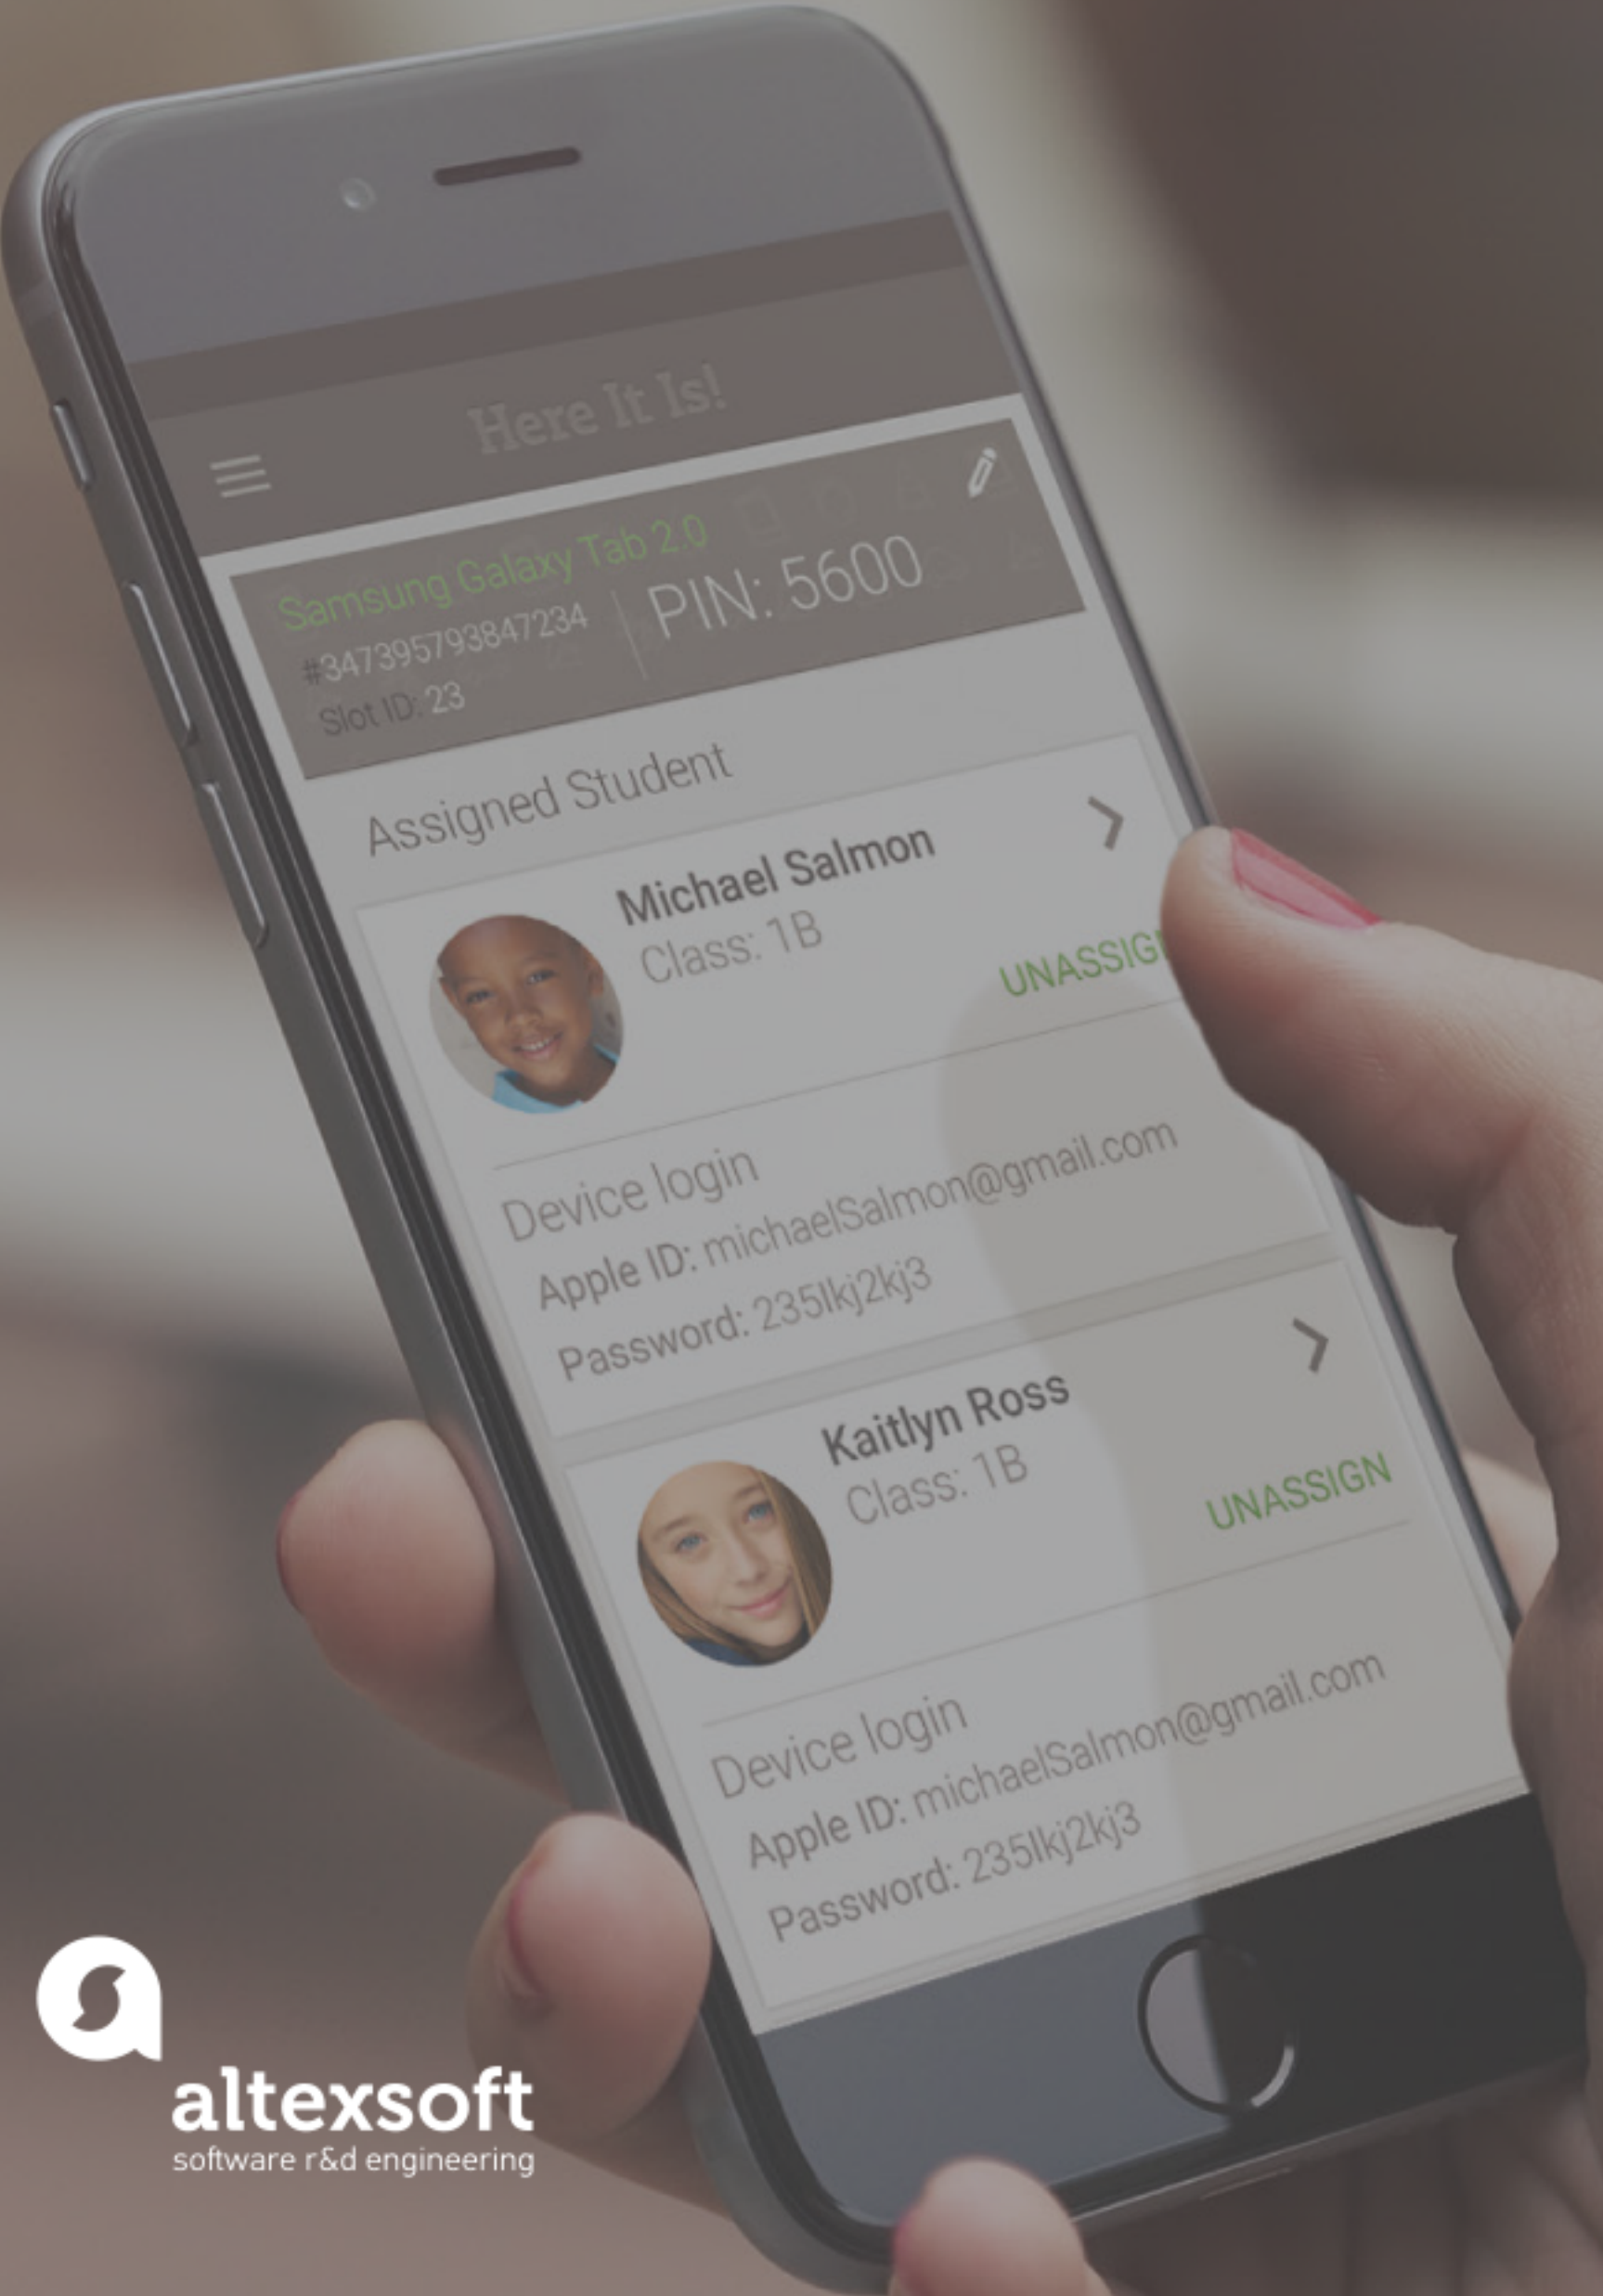 Here It Is!
Samsung Galaxy Tab 2.0
#347395793847234
Slot ID: 23
PIN: 5600
Assigned Student
Michael Salmon
Class: 1B
UNASSIG
Device login
Apple ID: michaelSalmon@gmail.com
Password: 235lkj2kj3
Kaitlyn Ross
Class: 1B
UNASSIGN
Device login
Apple ID: michaelSalmon@gmail.com
Password: 235lkj2kj3
altexsoft
software r&d engineering